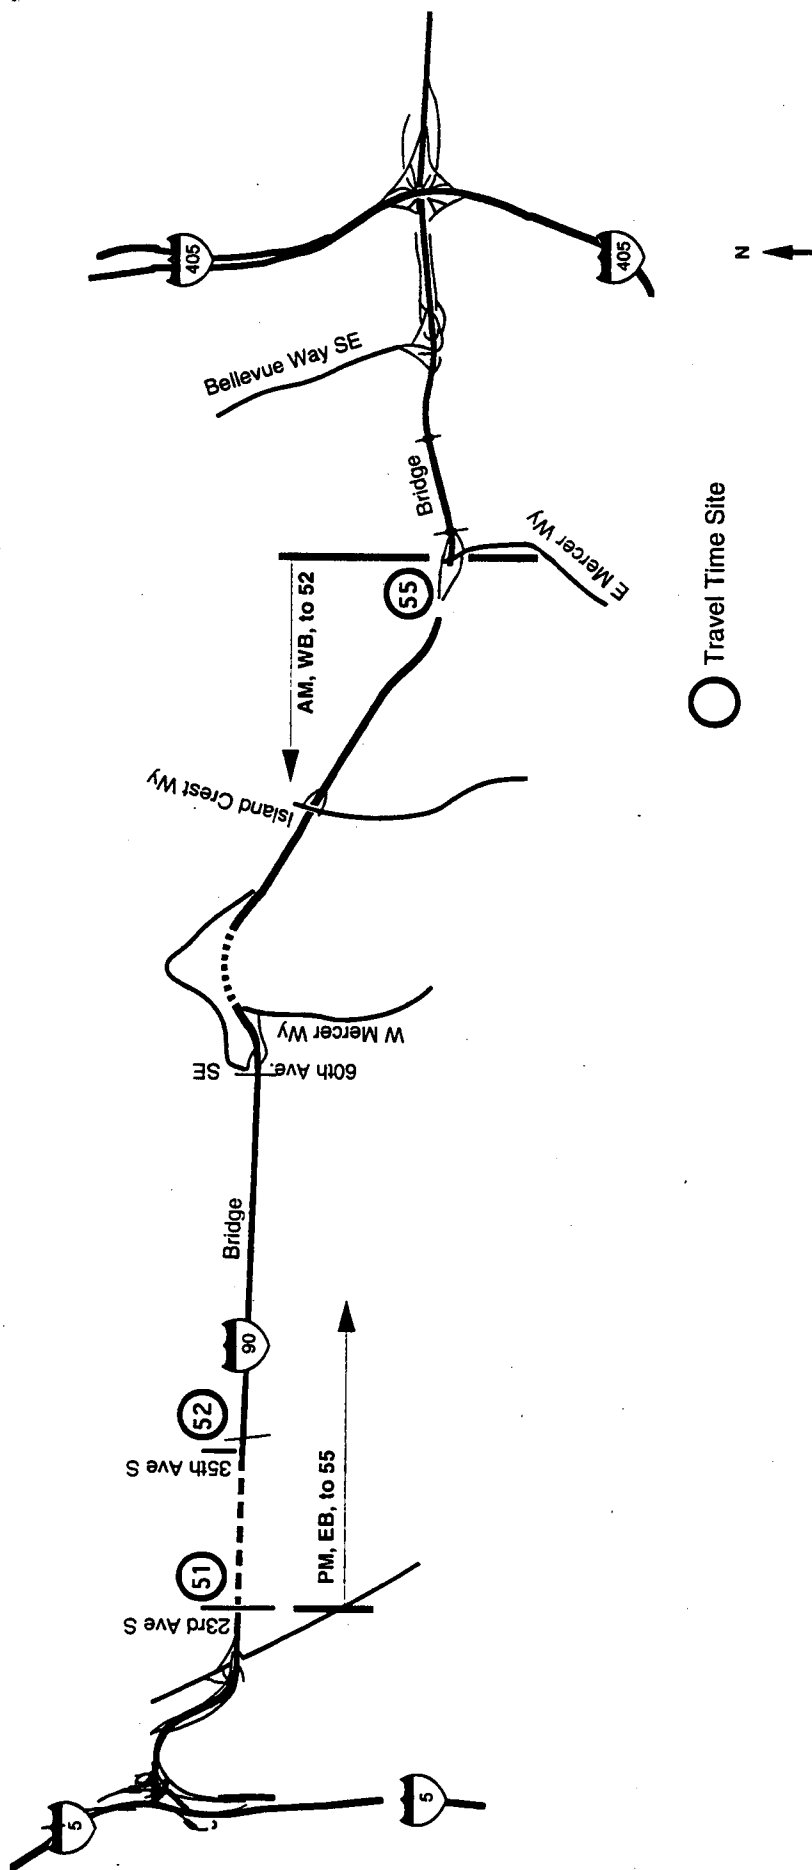 405
405
N
Bellevue Way SE
Bridge
E Mercer Wy
55
AM, WB, to 52
Travel Time Site
Island Crest Wy
W Mercer Wy
60th Ave. SE
Bridge
90
52
35th Ave S
PM, EB, to 55
51
23rd Ave S
5
5